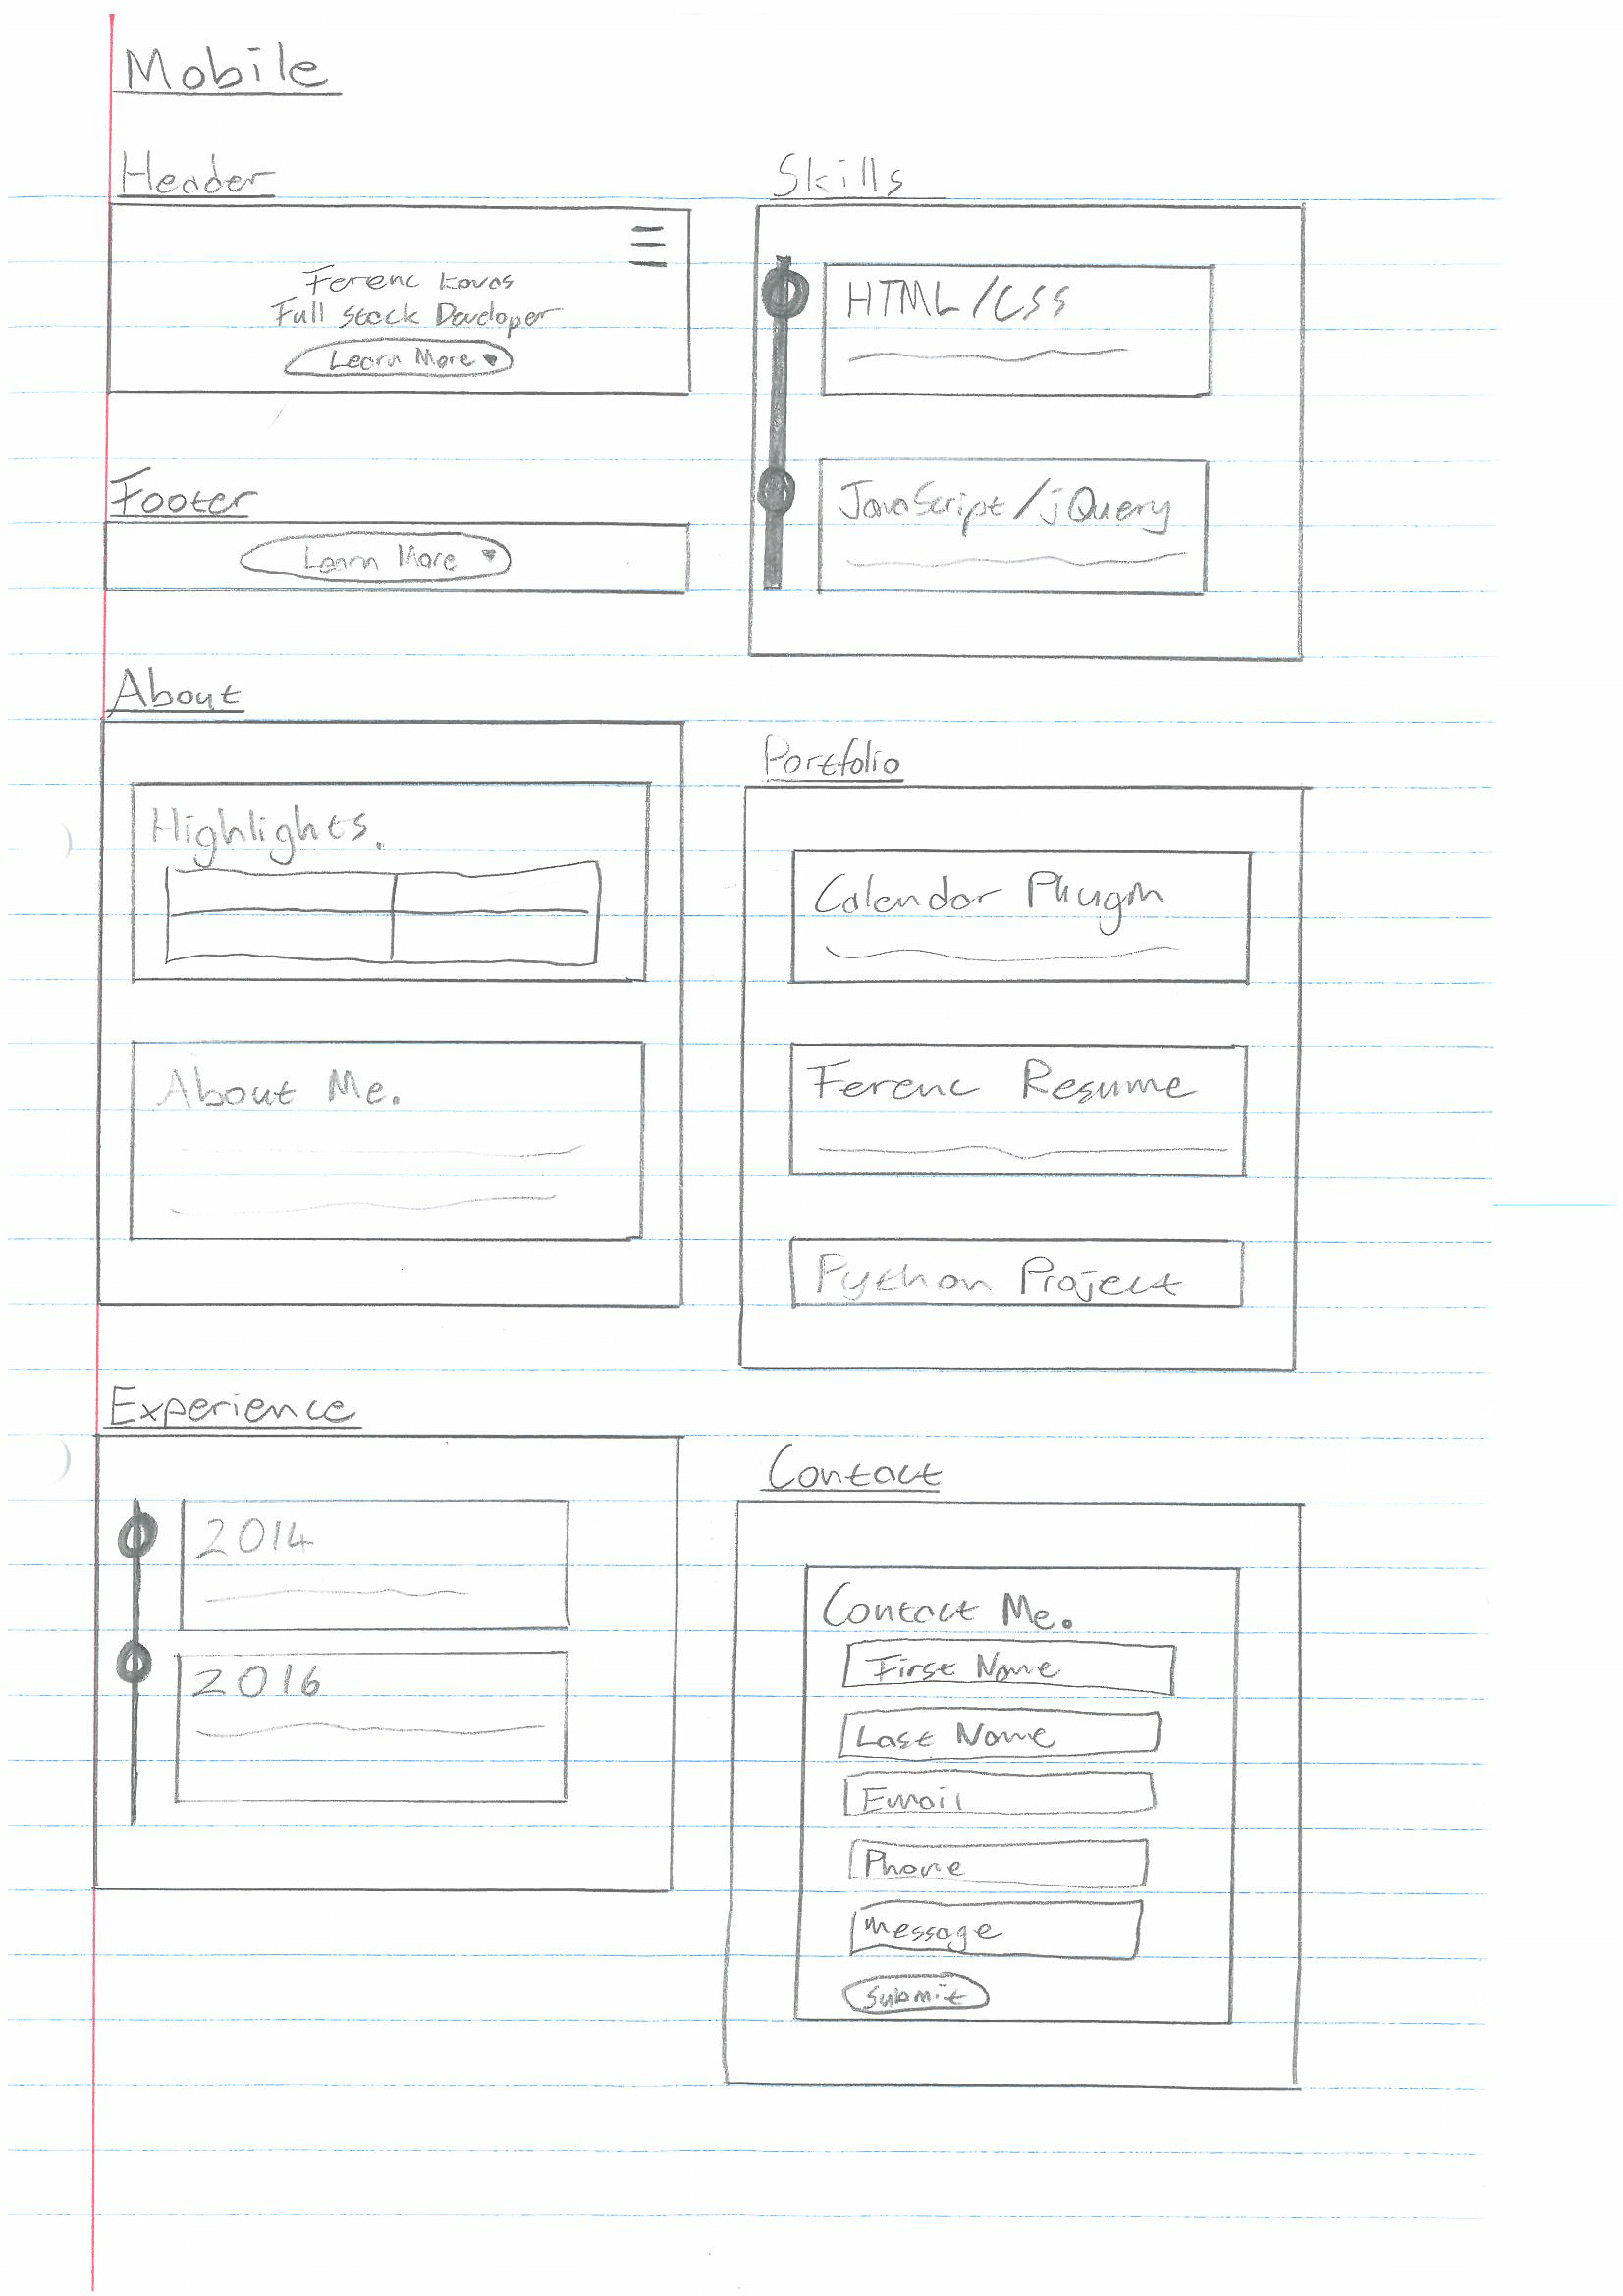 Mobile
Header
Ferenc Kovas
Full Stack Developer
Learn More
Footer
Learn More
About
Highlights.
About Me.
Experience
2014
2016
Skills
HTML/CSS
JavaScript/jQuery
Portfolio
Calendar Plugin
Ferenc Resume
Python Project
Contact
Contact Me.
First Name
Last Name
Email
Phone
Message
Submit